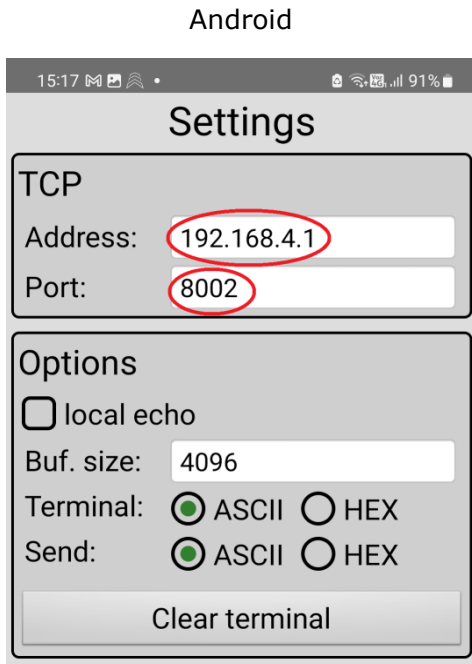 Android
15:17
91%
Settings
TCP
Address: 192.168.4.1
Port: 8002
Options
local echo
Buf. size: 4096
Terminal: ASCII HEX
Send: ASCII HEX
Clear terminal